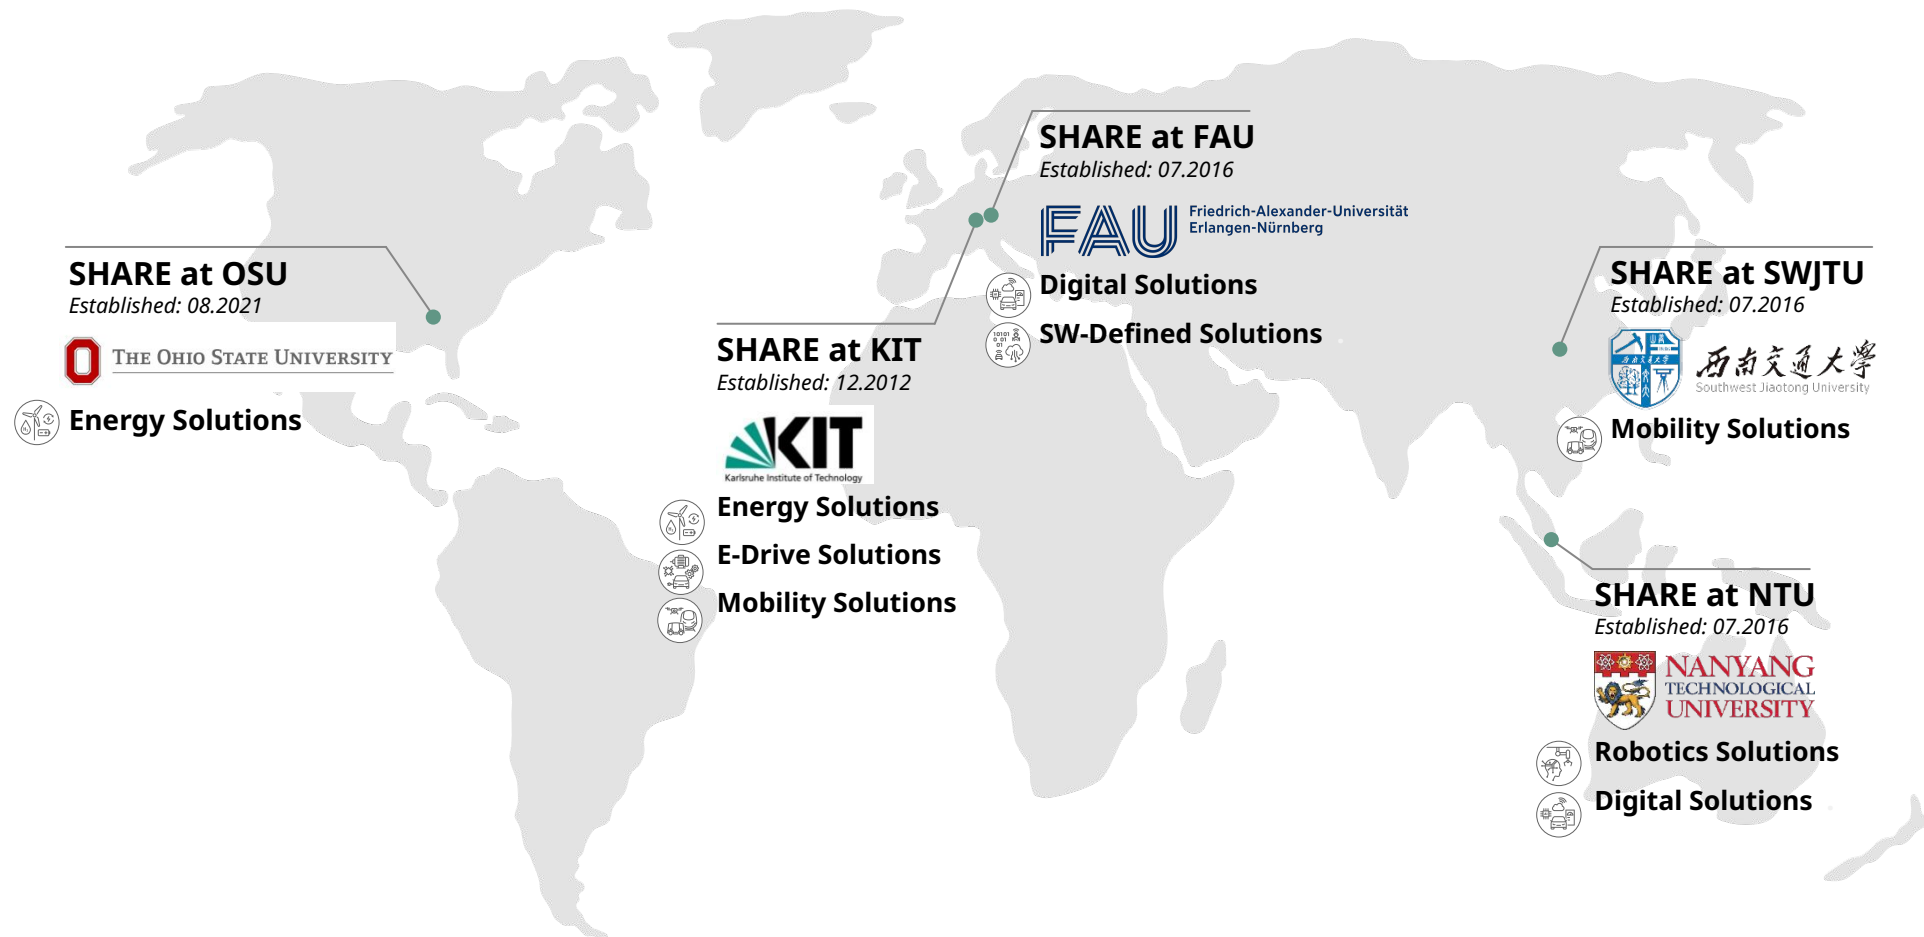 SHARE at OSU
Established: 08.2021
THE OHIO STATE UNIVERSITY
Energy Solutions
SHARE at KIT
Established: 12.2012
KIT
Karlsruhe Institute of Technology
Energy Solutions
E-Drive Solutions
Mobility Solutions
SHARE at FAU
Established: 07.2016
FAU
Friedrich-Alexander-Universität
Erlangen-Nürnberg
Digital Solutions
SW-Defined Solutions
SHARE at SWJTU
Established: 07.2016
西南交通大學
Southwest Jiaotong University
Mobility Solutions
SHARE at NTU
Established: 07.2016
NANYANG
TECHNOLOGICAL
UNIVERSITY
Robotics Solutions
Digital Solutions